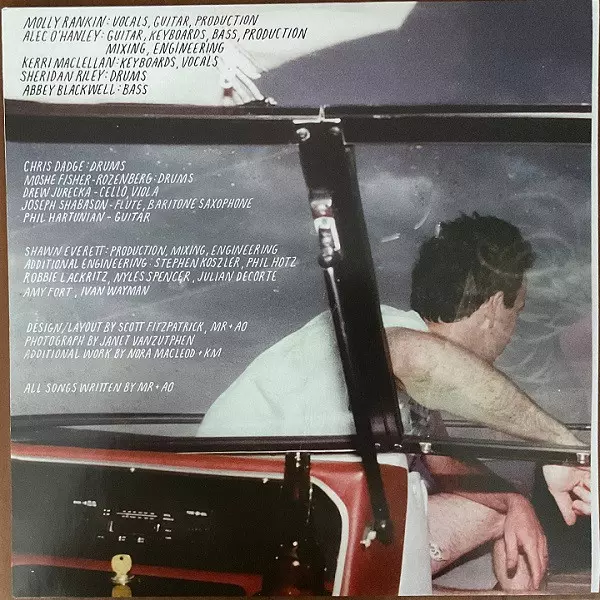 MOLLY RANKIN : VOCALS, GUITAR, PRODUCTION
ALEC O'HANLEY : GUITAR, KEYBOARDS, BASS, PRODUCTION
MIXING, ENGINEERING
KERRI MACLELLAN : KEYBOARDS, VOCALS
SHERIDAN RILEY : DRUMS
ABBEY BLACKWELL : BASS
CHRIS DADGE : DRUMS
MOSHE FISHER-ROZENBERG : DRUMS
DREW JURECKA - CELLO, VIOLA
JOSEPH SHABASON - FLUTE, BARITONE SAXOPHONE
PHIL HARTUNIAN - GUITAR
SHAWN EVERETT : PRODUCTION, MIXING, ENGINEERING
ADDITIONAL ENGINEERING : STEPHEN KOSZLER, PHIL HOTZ
ROBBIE LACKRITZ, NYLES SPENCER, JULIAN DECORTE
AMY FORT, IVAN WAYMAN
DESIGN/LAYOUT BY SCOTT FITZPATRICK, MR + AO
PHOTOGRAPH BY JANET VANZUTPHEN
ADDITIONAL WORK BY NORA MACLEOD + KM
ALL SONGS WRITTEN BY MR + AO